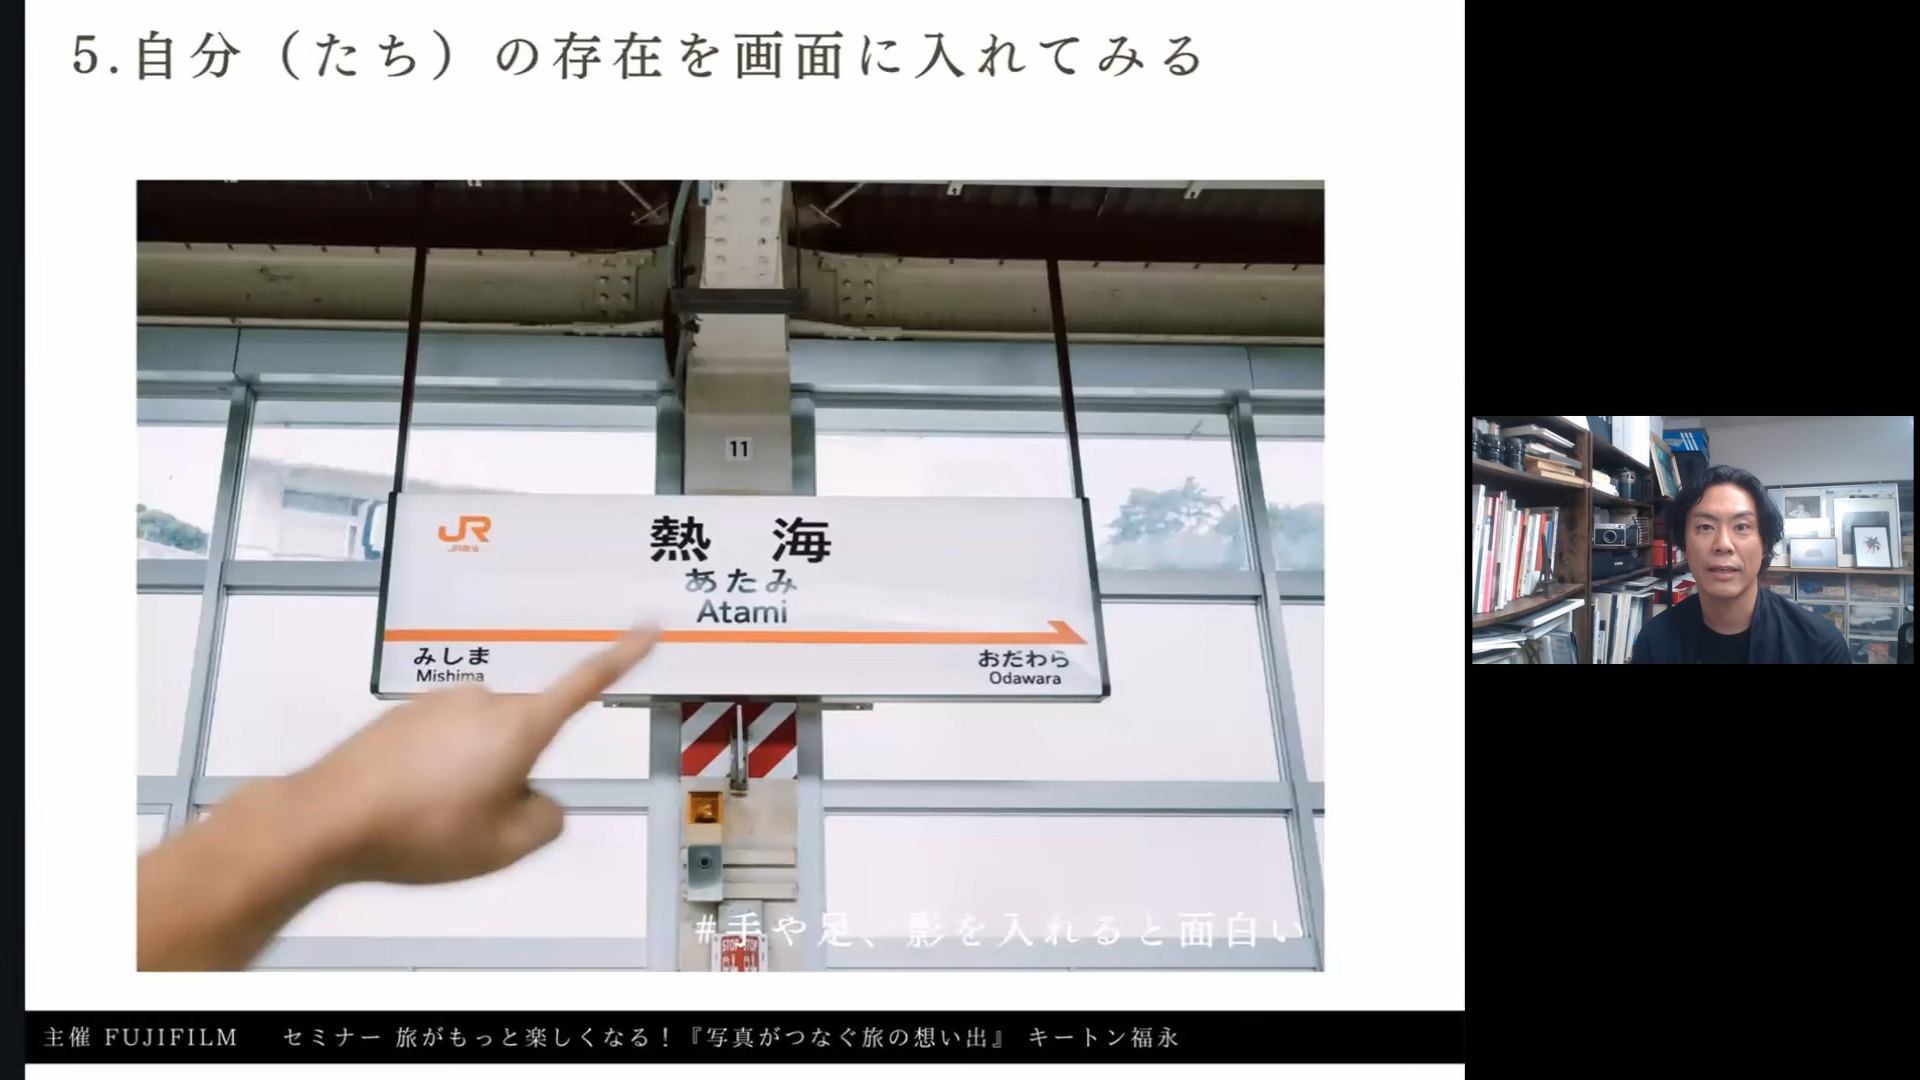 5.自分（たち）の存在を画面に入れてみる
11
JR
熱 海
あたみ
Atami
みしま
Mishima
おだわら
Odawara
#手や足、影を入れると面白い
STOP STOP
主催 FUJIFILM セミナー 旅がもっと楽しくなる！『写真がつなぐ旅の想い出』 キートン福永